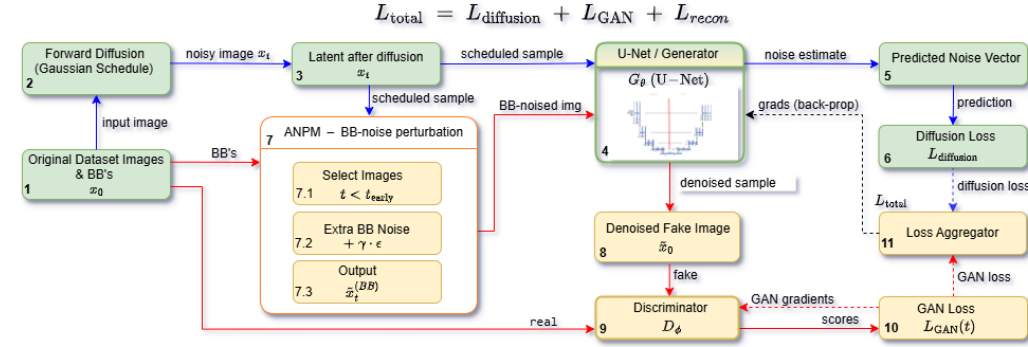 L_total = L_diffusion + L_GAN + L_recon
Forward Diffusion
(Gaussian Schedule)
2
noisy image x_t
Latent after diffusion
x_t
3
scheduled sample
U-Net / Generator
G_θ (U−Net)
4
noise estimate
Predicted Noise Vector
5
scheduled sample
BB-noised img
grads (back-prop)
prediction
input image
ANPM – BB-noise perturbation
7
Diffusion Loss
L_diffusion
6
Original Dataset Images
& BB's
x_0
1
BB's
Select Images
t < t_early
7.1
denoised sample
diffusion loss
L_total
Extra BB Noise
+ γ · ϵ
7.2
Denoised Fake Image
x̃_0
8
Loss Aggregator
11
Output
x̃_t^(BB)
7.3
fake
GAN loss
GAN gradients
real
Discriminator
D_ϕ
9
scores
GAN Loss
L_GAN(t)
10